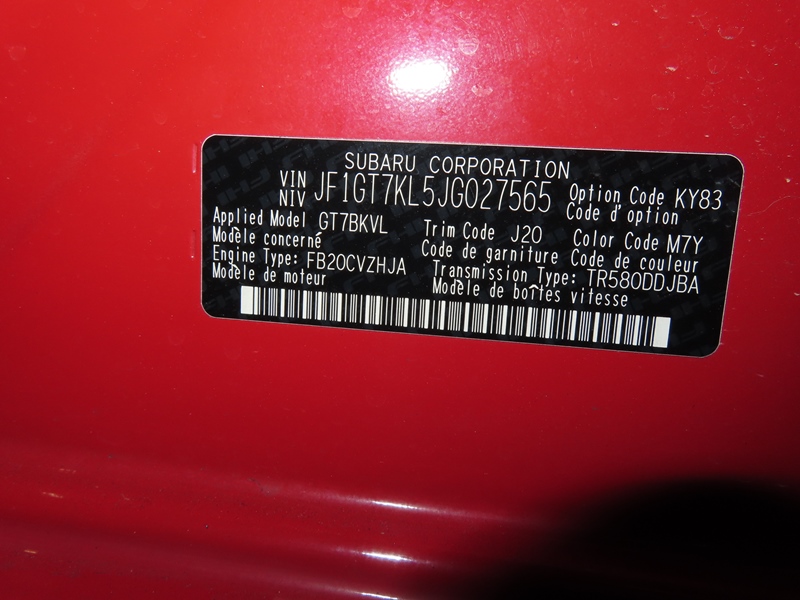 SUBARU CORPORATION
VIN JF1GT7KL5JG027565 Option Code KY83
NIV Code d'option
Applied Model GT7BKVL Trim Code J20 Color Code M7Y
Modèle concerné Code de garniture Code de couleur
Engine Type: FB20CVZHJA Transmission Type: TR580DDJBA
Modèle de moteur Modèle de boîtes vitesse